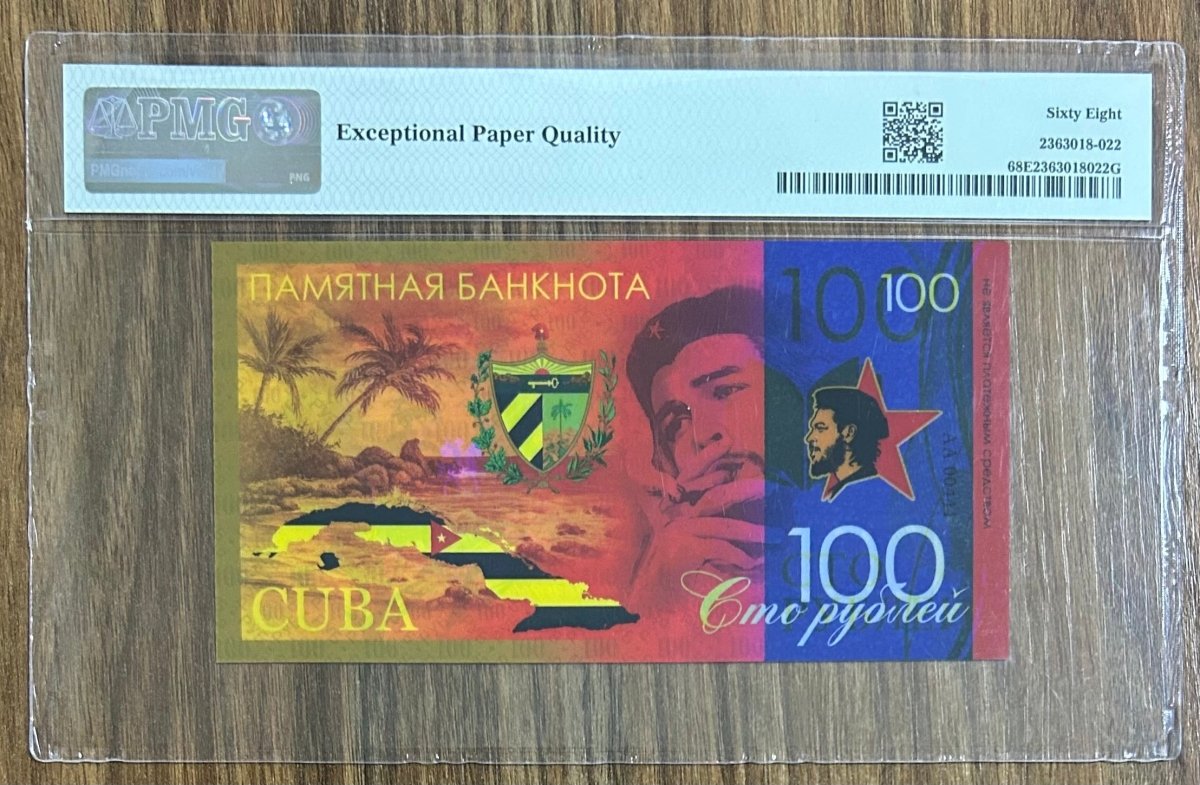 PMG
PNG
Exceptional Paper Quality
Sixty Eight
2363018-022
68E2363018022G
ПАМЯТНАЯ БАНКНОТА
100
100
не является платежным средством
100
Сто рублей
CUBA